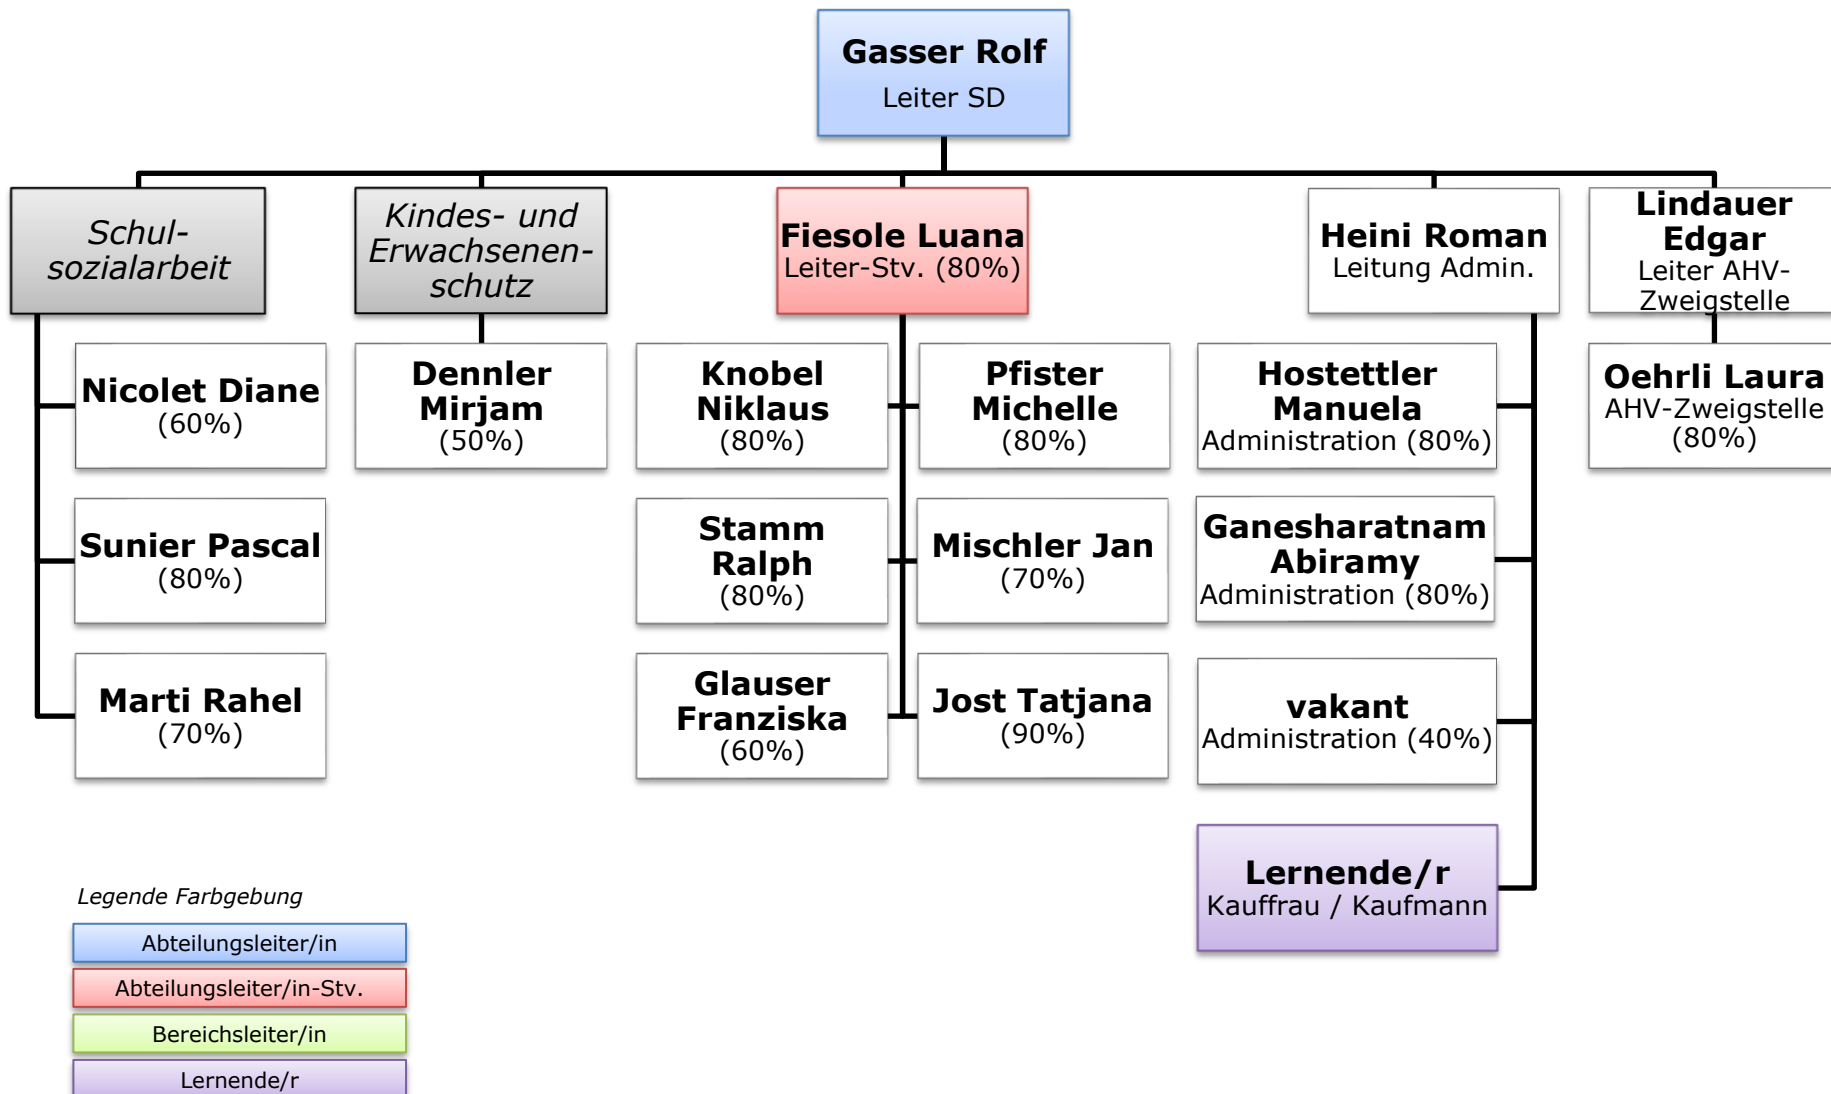 Gasser Rolf
Leiter SD
Schul-
sozialarbeit
Kindes- und
Erwachsenen-
schutz
Fiesole Luana
Leiter-Stv. (80%)
Heini Roman
Leitung Admin.
Lindauer
Edgar
Leiter AHV-
Zweigstelle
Nicolet Diane
(60%)
Dennler
Mirjam
(50%)
Knobel
Niklaus
(80%)
Pfister
Michelle
(80%)
Hostettler
Manuela
Administration (80%)
Oehrli Laura
AHV-Zweigstelle
(80%)
Sunier Pascal
(80%)
Stamm
Ralph
(80%)
Mischler Jan
(70%)
Ganesharatnam
Abiramy
Administration (80%)
Marti Rahel
(70%)
Glauser
Franziska
(60%)
Jost Tatjana
(90%)
vakant
Administration (40%)
Lernende/r
Kauffrau / Kaufmann
Legende Farbgebung
Abteilungsleiter/in
Abteilungsleiter/in-Stv.
Bereichsleiter/in
Lernende/r